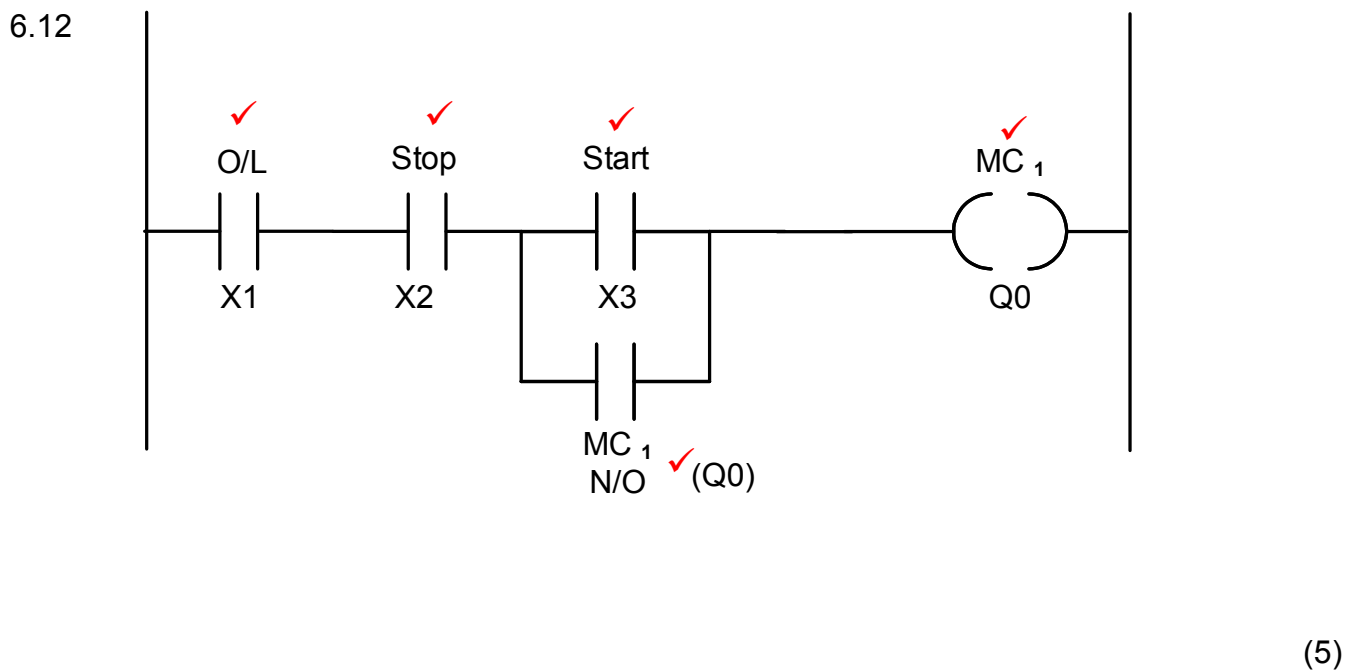 6.12
O/L Stop Start MC 1
X1 X2 X3 Q0
MC 1
N/O (Q0)
(5)